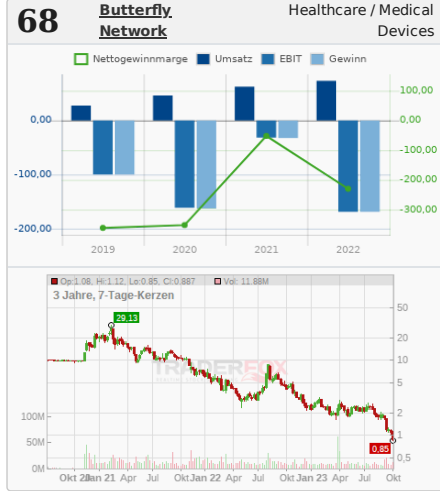 68
Butterfly
Network
Healthcare / Medical
Devices
Nettogewinnmarge Umsatz EBIT Gewinn
100,00
0,00 0,00
-100,00
-100,00 -200,00
-300,00
-200,00
2019 2020 2021 2022
Op:1.08, Hi:1.12, Lo:0.85, Cl:0.887 Vol: 11.88M
3 Jahre, 7-Tage-Kerzen
50
29,13
20
10
TRADERFOX
5
100M 2
50M 1
0,85
0M 0,5
Okt 20 Jan 21 Apr Jul Okt Jan 22 Apr Jul Okt Jan 23 Apr Jul Okt